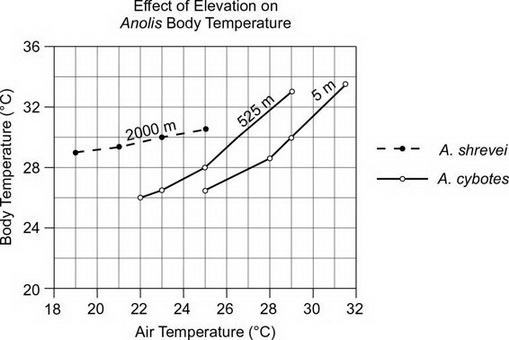 Effect of Elevation on
Anolis Body Temperature
36
32
28
24
20
Body Temperature (°C)
2000 m
525 m
5 m
A. shrevei
A. cybotes
18 20 22 24 26 28 30 32
Air Temperature (°C)